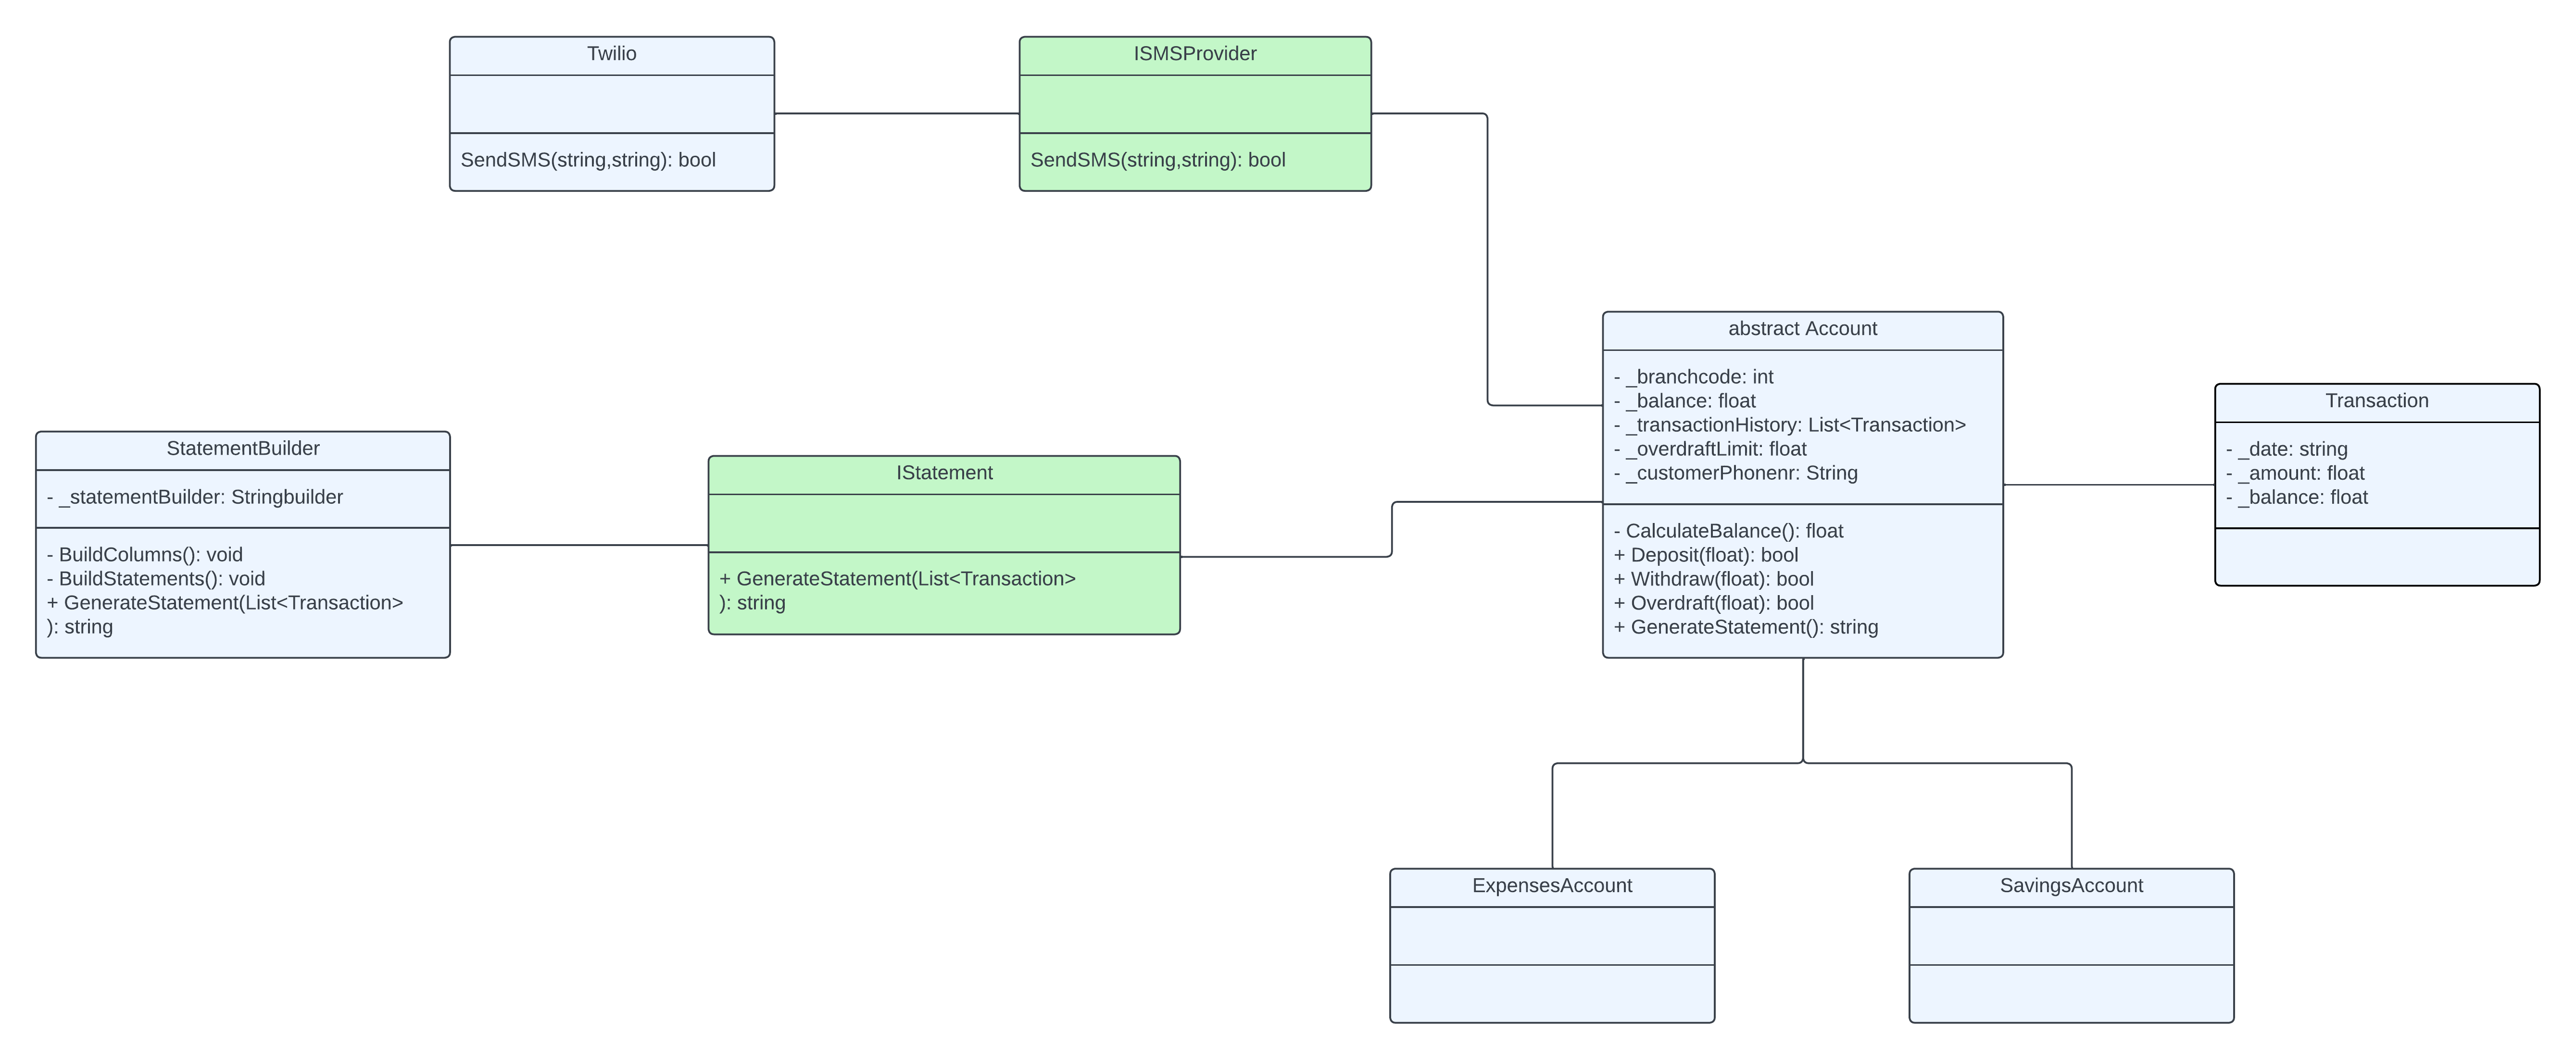 Twilio
SendSMS(string,string): bool
ISMSProvider
SendSMS(string,string): bool
StatementBuilder
- _statementBuilder: Stringbuilder
- BuildColumns(): void
- BuildStatements(): void
+ GenerateStatement(List<Transaction>
): string
IStatement
+ GenerateStatement(List<Transaction>
): string
abstract Account
- _branchcode: int
- _balance: float
- _transactionHistory: List<Transaction>
- _overdraftLimit: float
- _customerPhonenr: String
- CalculateBalance(): float
+ Deposit(float): bool
+ Withdraw(float): bool
+ Overdraft(float): bool
+ GenerateStatement(): string
Transaction
- _date: string
- _amount: float
- _balance: float
ExpensesAccount
SavingsAccount